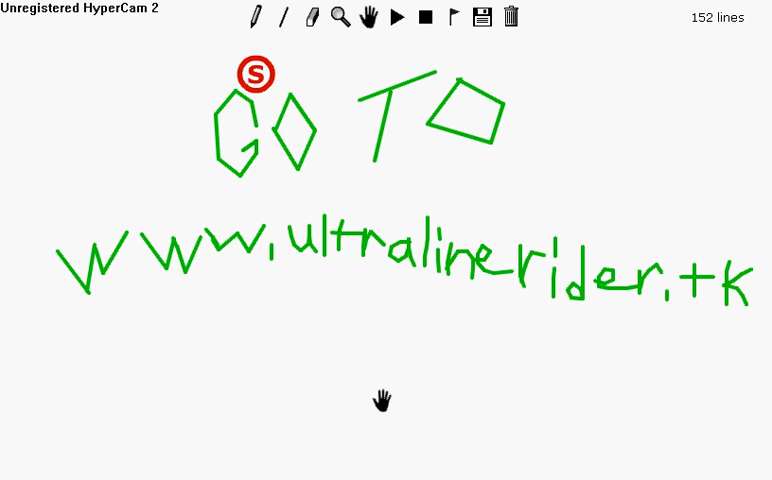 Unregistered HyperCam 2
152 lines
S
GO TO
www.ultralinerider.tk